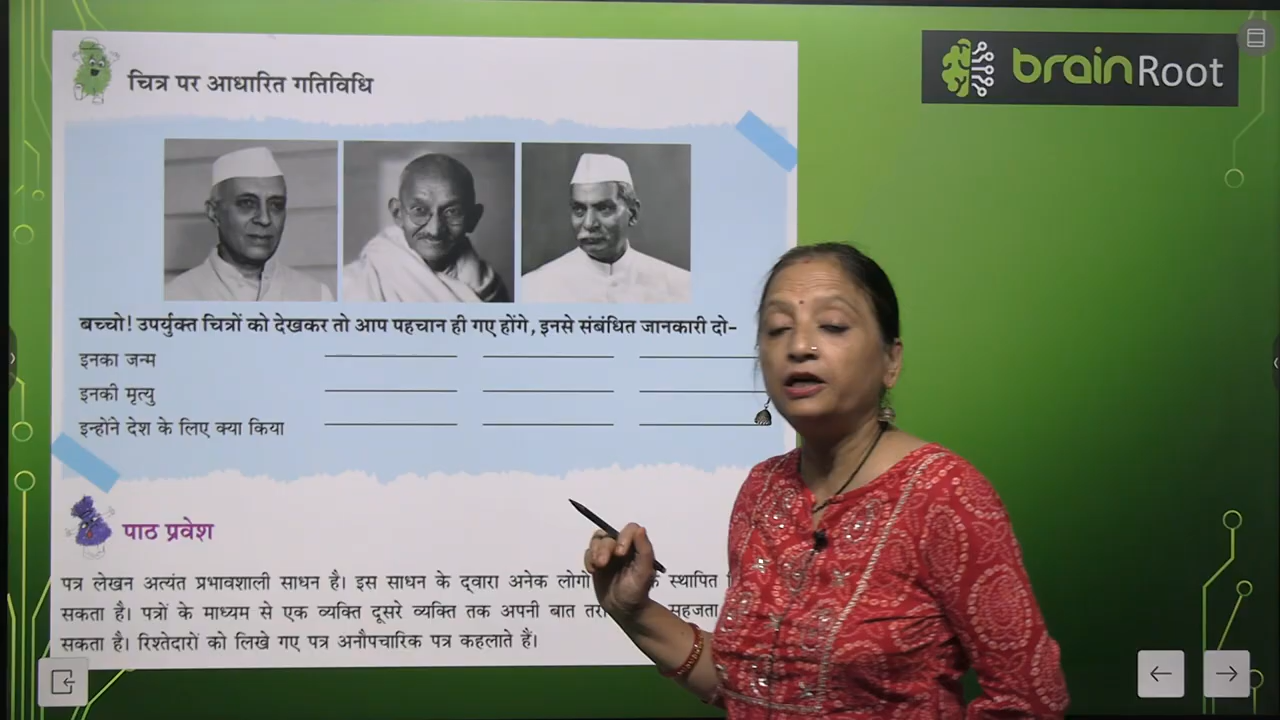 चित्र पर आधारित गतिविधि
brainRoot
बच्चो! उपर्युक्त चित्रों को देखकर तो आप पहचान ही गए होंगे, इनसे संबंधित जानकारी दो-
इनका जन्म
इनकी मृत्यु
इन्होंने देश के लिए क्या किया
पाठ प्रवेश
पत्र लेखन अत्यंत प्रभावशाली साधन है। इस साधन के द्वारा अनेक लोगों स्थापित
सकता है। पत्रों के माध्यम से एक व्यक्ति दूसरे व्यक्ति तक अपनी बात सहजता
सकता है। रिश्तेदारों को लिखे गए पत्र अनौपचारिक पत्र कहलाते हैं।